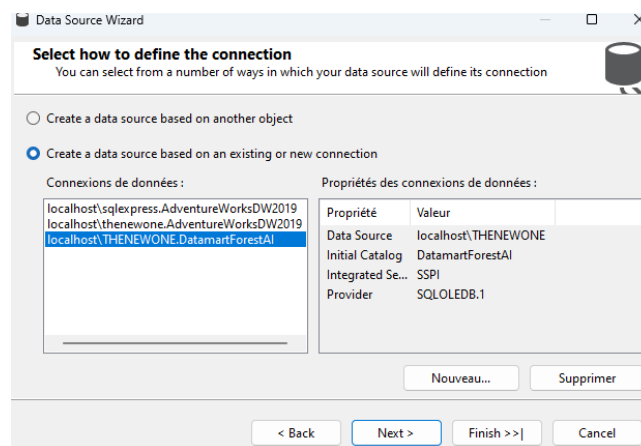 Data Source Wizard
Select how to define the connection
You can select from a number of ways in which your data source will define its connection
Create a data source based on another object
Create a data source based on an existing or new connection
Connexions de données :
Propriétés des connexions de données :
localhost\sqlexpress.AdventureWorksDW2019
localhost\thenewone.AdventureWorksDW2019
localhost\THENEWONE.DatamartForestAI
Propriété Valeur
Data Source localhost\THENEWONE
Initial Catalog DatamartForestAI
Integrated Se... SSPI
Provider SQLOLEDB.1
Nouveau... Supprimer
< Back Next > Finish >>| Cancel